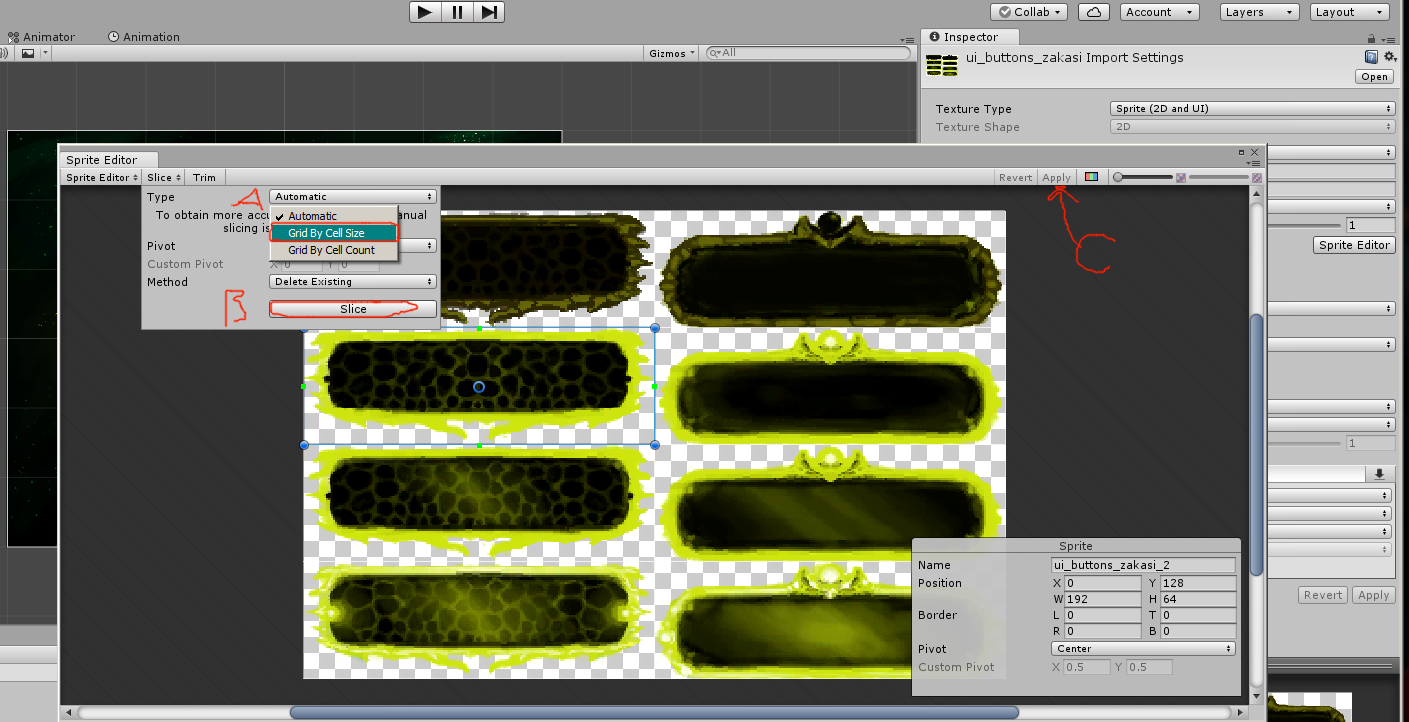 Collab
Account
Layers
Layout
Animator
Animation
Gizmos
All
Inspector
ui_buttons_zakasi Import Settings
Open
Texture Type
Sprite (2D and UI)
Texture Shape
2D
Sprite Editor
Sprite Editor
Slice
Trim
Revert
Apply
Type
A
Automatic
To obtain more accu
anual
slicing is
Automatic
Grid By Cell Size
Grid By Cell Count
Pivot
Custom Pivot
X 0 Y 0
Method
Delete Existing
B
Slice
C
1
Sprite Editor
1
Revert
Apply
Sprite
Name
ui_buttons_zakasi_2
Position
X 0 Y 128
W 192 H 64
Border
L 0 T 0
R 0 B 0
Pivot
Center
Custom Pivot
X 0.5 Y 0.5